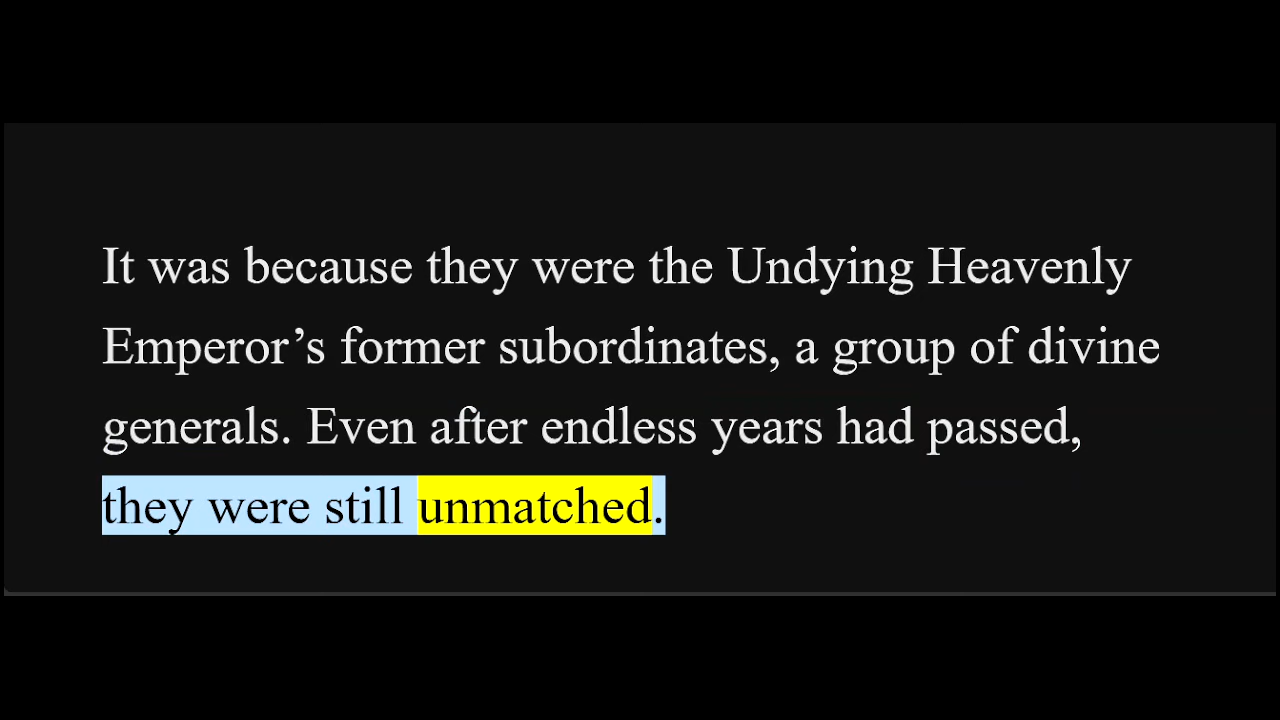 It was because they were the Undying Heavenly
Emperor’s former subordinates, a group of divine
generals. Even after endless years had passed,
they were still unmatched.